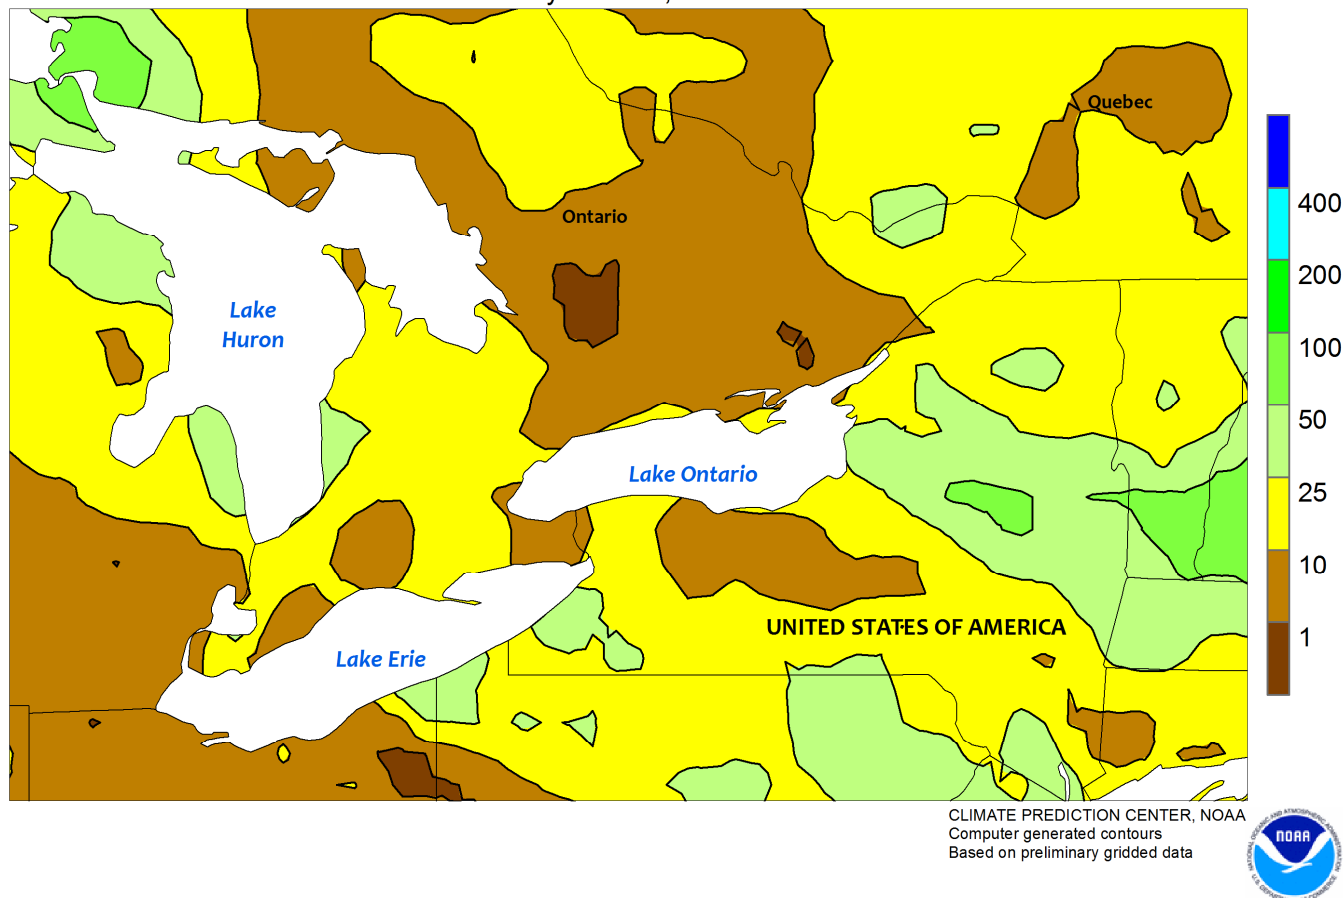 Quebec
Ontario
Lake
Huron
Lake Ontario
UNITED STATES OF AMERICA
Lake Erie
400
200
100
50
25
10
1
CLIMATE PREDICTION CENTER, NOAA
Computer generated contours
Based on preliminary gridded data
NOAA